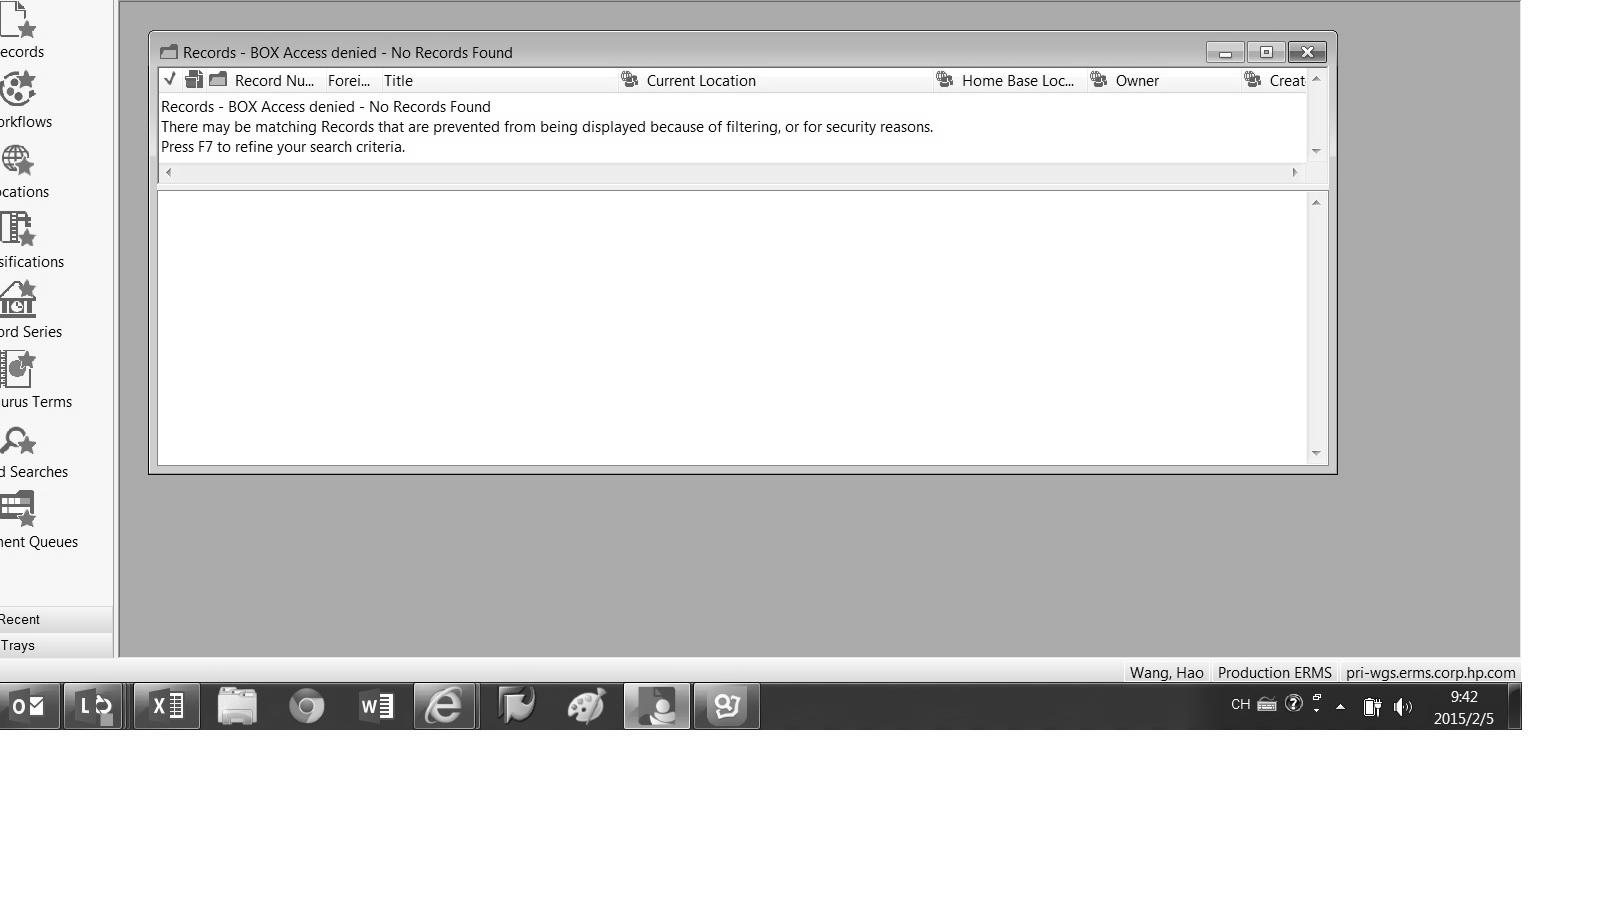 ecords
orkflows
ocations
sifications
ord Series
urus Terms
d Searches
nent Queues
Recent
Trays
Records - BOX Access denied - No Records Found
Record Nu... Forei... Title Current Location Home Base Loc... Owner Creat
Records - BOX Access denied - No Records Found
There may be matching Records that are prevented from being displayed because of filtering, or for security reasons.
Press F7 to refine your search criteria.
Wang, Hao Production ERMS pri-wgs.erms.corp.hp.com
CH 9:42
2015/2/5